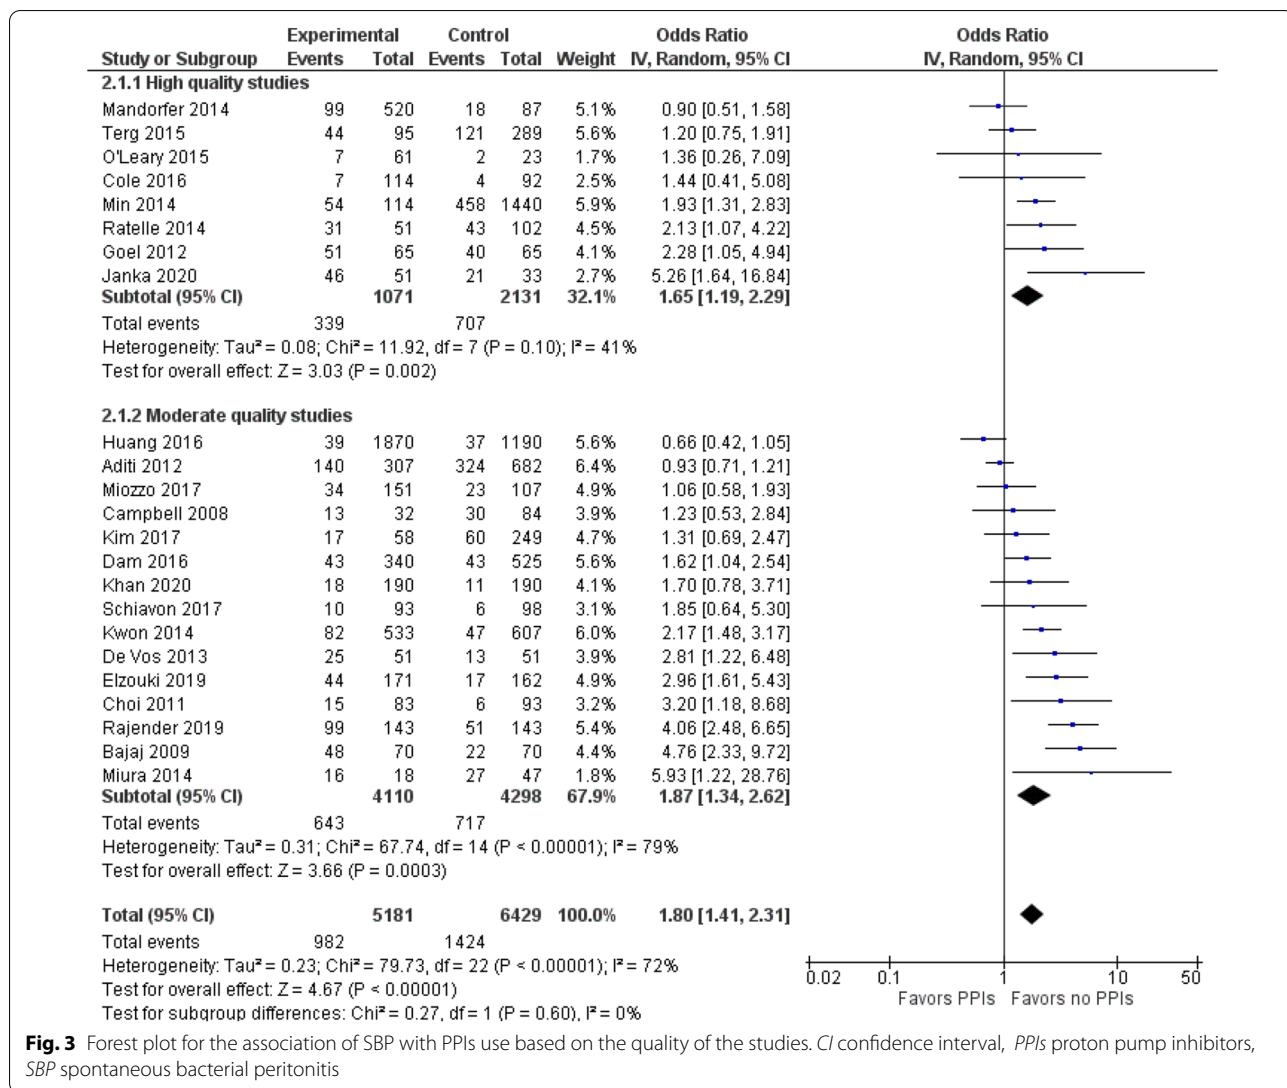 Experimental Control Odds Ratio Odds Ratio
Study or Subgroup Events Total Events Total Weight IV, Random, 95% CI IV, Random, 95% CI
2.1.1 High quality studies
Mandorfer 2014 99 520 18 87 5.1% 0.90 [0.51, 1.58]
Terg 2015 44 95 121 289 5.6% 1.20 [0.75, 1.91]
O'Leary 2015 7 61 2 23 1.7% 1.36 [0.26, 7.09]
Cole 2016 7 114 4 92 2.5% 1.44 [0.41, 5.08]
Min 2014 54 114 458 1440 5.9% 1.93 [1.31, 2.83]
Ratelle 2014 31 51 43 102 4.5% 2.13 [1.07, 4.22]
Goel 2012 51 65 40 65 4.1% 2.28 [1.05, 4.94]
Janka 2020 46 51 21 33 2.7% 5.26 [1.64, 16.84]
Subtotal (95% CI) 1071 2131 32.1% 1.65 [1.19, 2.29]
Total events 339 707
Heterogeneity: Tau² = 0.08; Chi² = 11.92, df = 7 (P = 0.10); I² = 41%
Test for overall effect: Z = 3.03 (P = 0.002)
2.1.2 Moderate quality studies
Huang 2016 39 1870 37 1190 5.6% 0.66 [0.42, 1.05]
Aditi 2012 140 307 324 682 6.4% 0.93 [0.71, 1.21]
Miozzo 2017 34 151 23 107 4.9% 1.06 [0.58, 1.93]
Campbell 2008 13 32 30 84 3.9% 1.23 [0.53, 2.84]
Kim 2017 17 58 60 249 4.7% 1.31 [0.69, 2.47]
Dam 2016 43 340 43 525 5.6% 1.62 [1.04, 2.54]
Khan 2020 18 190 11 190 4.1% 1.70 [0.78, 3.71]
Schiavon 2017 10 93 6 98 3.1% 1.85 [0.64, 5.30]
Kwon 2014 82 533 47 607 6.0% 2.17 [1.48, 3.17]
De Vos 2013 25 51 13 51 3.9% 2.81 [1.22, 6.48]
Elzouki 2019 44 171 17 162 4.9% 2.96 [1.61, 5.43]
Choi 2011 15 83 6 93 3.2% 3.20 [1.18, 8.68]
Rajender 2019 99 143 51 143 5.4% 4.06 [2.48, 6.65]
Bajaj 2009 48 70 22 70 4.4% 4.76 [2.33, 9.72]
Miura 2014 16 18 27 47 1.8% 5.93 [1.22, 28.76]
Subtotal (95% CI) 4110 4298 67.9% 1.87 [1.34, 2.62]
Total events 643 717
Heterogeneity: Tau² = 0.31; Chi² = 67.74, df = 14 (P < 0.00001); I² = 79%
Test for overall effect: Z = 3.66 (P = 0.0003)
Total (95% CI) 5181 6429 100.0% 1.80 [1.41, 2.31]
Total events 982 1424
Heterogeneity: Tau² = 0.23; Chi² = 79.73, df = 22 (P < 0.00001); I² = 72%
Test for overall effect: Z = 4.67 (P < 0.00001)
Test for subgroup differences: Chi² = 0.27, df = 1 (P = 0.60), I² = 0%
0.02 0.1 1 10 50
Favors PPIs Favors no PPIs
Fig. 3 Forest plot for the association of SBP with PPIs use based on the quality of the studies. CI confidence interval, PPIs proton pump inhibitors,
SBP spontaneous bacterial peritonitis